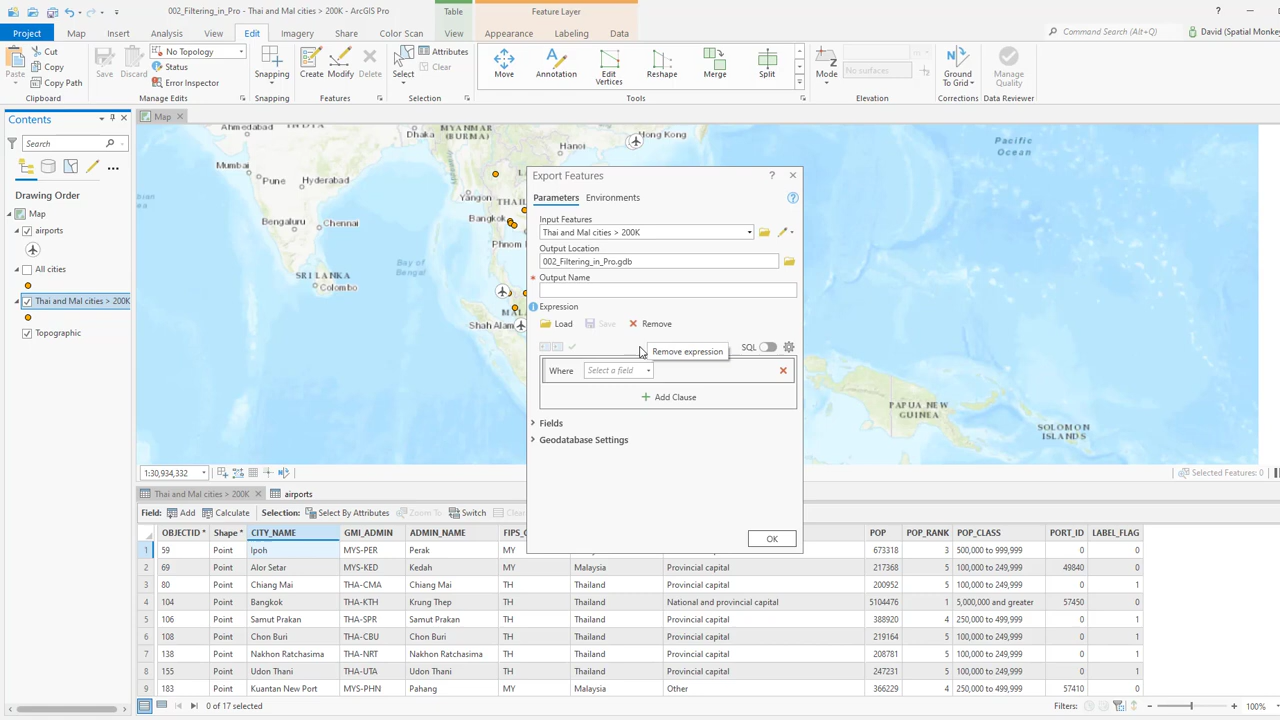 002_Filtering_in_Pro - Thai and Mal cities > 200K - ArcGIS Pro
Table
Feature Layer
?
Project
Map
Insert
Analysis
View
Edit
Imagery
Share
Color Scan
View
Appearance
Labeling
Data
Command Search (Alt+Q)
David (Spatial Monkey
Paste
Cut
Copy
Copy Path
Clipboard
Save
Discard
No Topology
Status
Error Inspector
Manage Edits
Snapping
Snapping
Create
Modify
Delete
Features
Select
Attributes
Clear
Selection
Move
Annotation
Edit
Vertices
Reshape
Merge
Split
Tools
Mode
No surfaces
Elevation
Ground
To Grid
Corrections
Manage
Quality
Data Reviewer
Contents
Search
Drawing Order
Map
airports
All cities
Thai and Mal cities > 200K
Topographic
Map
Ahmedabad
Dhaka
MYANMAR
(BURMA)
Hong Kong
Hanoi
Mumbai
Pune
Hyderabad
Yangon
THAIL
Bangkok
Bengaluru
Chennai
Phnom
SRI LANKA
Colombo
Bay of
Bengal
Shah Alam
Pacific
Ocean
PAPUA NEW
GUINEA
SOLOMON
ISLANDS
1:30,934,332
Selected Features: 0
Export Features
?
Parameters
Environments
Input Features
Thai and Mal cities > 200K
Output Location
002_Filtering_in_Pro.gdb
* Output Name
Expression
Load
Save
Remove
Remove expression
SQL
Where
Select a field
Add Clause
Fields
Geodatabase Settings
OK
Thai and Mal cities > 200K
airports
Field: Add Calculate Selection: Select By Attributes Zoom To Switch Clear
OBJECTID * Shape * CITY_NAME GMI_ADMIN ADMIN_NAME FIPS_C POP POP_RANK POP_CLASS PORT_ID LABEL_FLAG
1 59 Point Ipoh MYS-PER Perak MY 673318 3 500,000 to 999,999 0 0
2 69 Point Alor Setar MYS-KED Kedah MY Malaysia Provincial capital 217368 5 100,000 to 249,999 49840 0
3 80 Point Chiang Mai THA-CMA Chiang Mai TH Thailand Provincial capital 200952 5 100,000 to 249,999 0 1
4 104 Point Bangkok THA-KTH Krung Thep TH Thailand National and provincial capital 5104476 1 5,000,000 and greater 57450 0
5 106 Point Samut Prakan THA-SPR Samut Prakan TH Thailand Provincial capital 388920 4 250,000 to 499,999 0 1
6 108 Point Chon Buri THA-CBU Chon Buri TH Thailand Provincial capital 219164 5 100,000 to 249,999 0 1
7 138 Point Nakhon Ratchasima THA-NRT Nakhon Ratchasima TH Thailand Provincial capital 208781 5 100,000 to 249,999 0 1
8 155 Point Udon Thani THA-UTA Udon Thani TH Thailand Provincial capital 247231 5 100,000 to 249,999 0 1
9 183 Point Kuantan New Port MYS-PHN Pahang MY Malaysia Other 366229 4 250,000 to 499,999 57410 0
0 of 17 selected
Filters:
100%